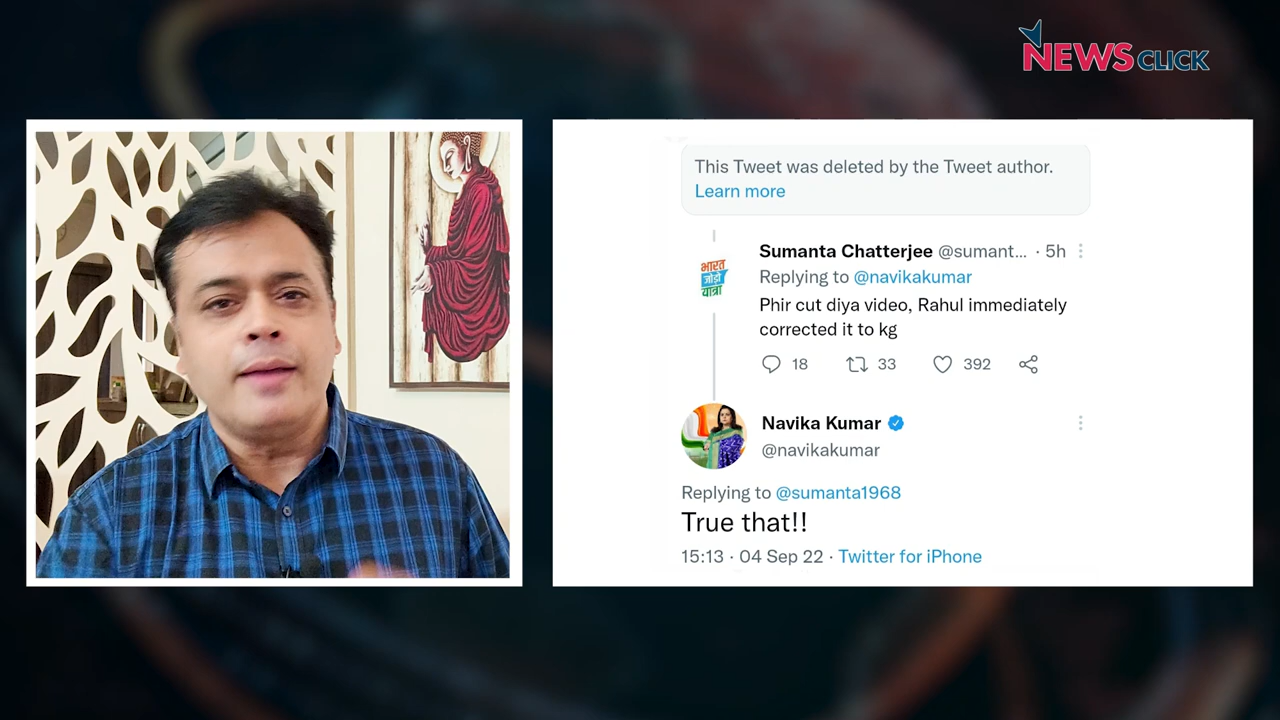 NEWSCLICK
This Tweet was deleted by the Tweet author.
Learn more
Sumanta Chatterjee @sumant... · 5h
Replying to @navikakumar
Phir cut diya video, Rahul immediately
corrected it to kg
18 33 392
भारत
जोड़ो
यात्रा
Navika Kumar
@navikakumar
Replying to @sumanta1968
True that!!
15:13 · 04 Sep 22 · Twitter for iPhone